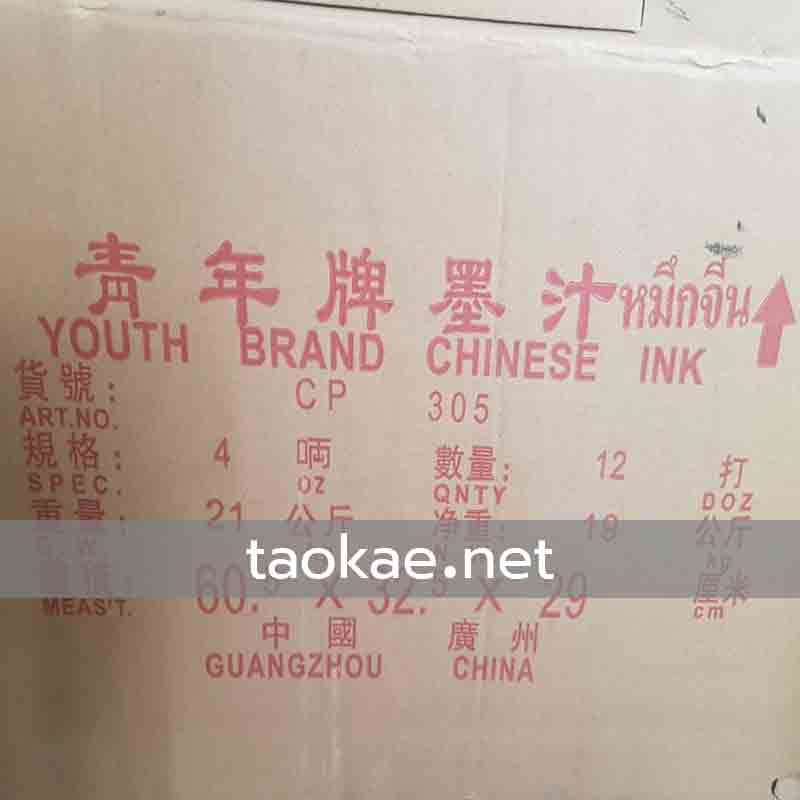 青年牌墨汁 หมึกจีน
YOUTH BRAND CHINESE INK
貨號: CP 305
ART.NO.
規格: 4 唡 數量: 12 打
SPEC. OZ QNTY DOZ
重量: 21 公斤 净重: 19 公斤
kg
taokae.net
60.5 X 32.5 X 29 厘米
MEAS'T. cm
中國 廣州
GUANGZHOU CHINA